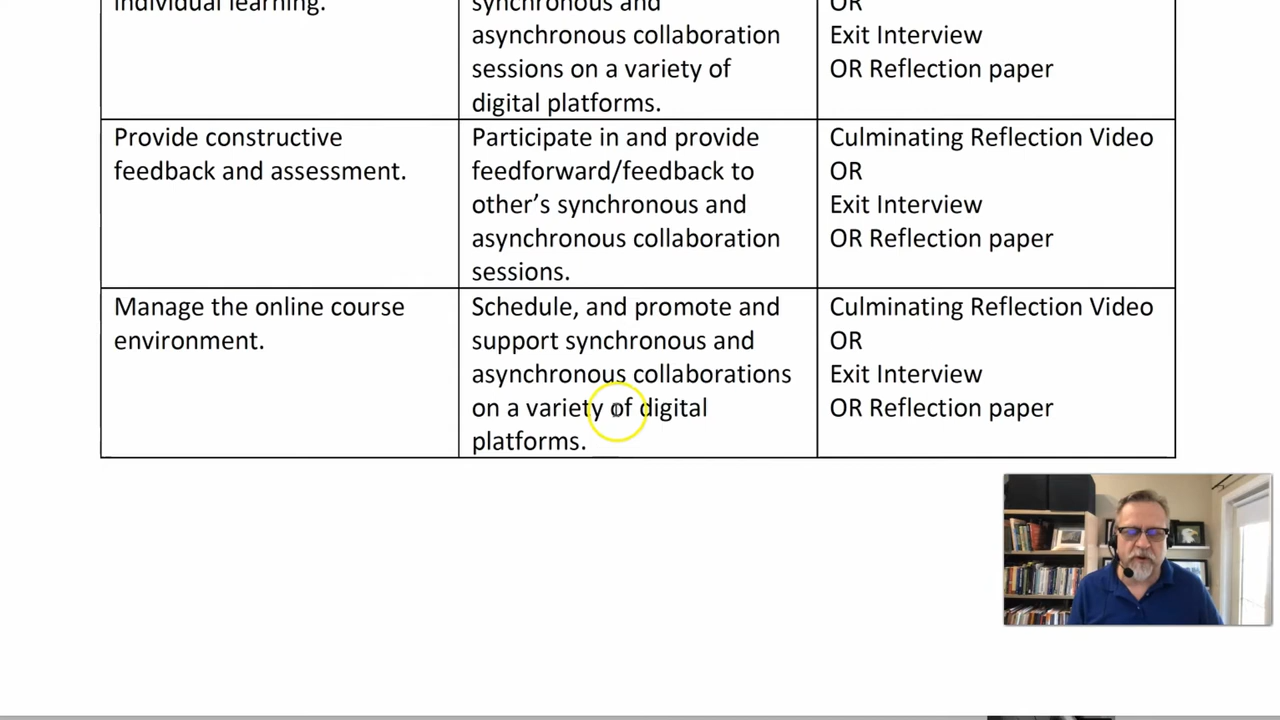 individual learning.
synchronous and
asynchronous collaboration
sessions on a variety of
digital platforms.
OR
Exit Interview
OR Reflection paper
Provide constructive
feedback and assessment.
Participate in and provide
feedforward/feedback to
other’s synchronous and
asynchronous collaboration
sessions.
Culminating Reflection Video
OR
Exit Interview
OR Reflection paper
Manage the online course
environment.
Schedule, and promote and
support synchronous and
asynchronous collaborations
on a variety of digital
platforms.
Culminating Reflection Video
OR
Exit Interview
OR Reflection paper